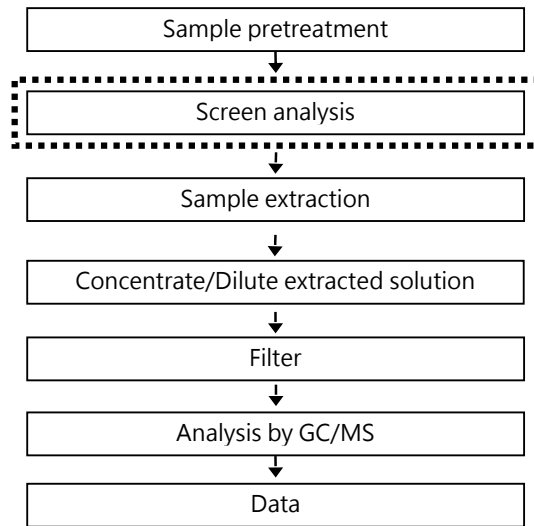 Sample pretreatment
Screen analysis
Sample extraction
Concentrate/Dilute extracted solution
Filter
Analysis by GC/MS
Data